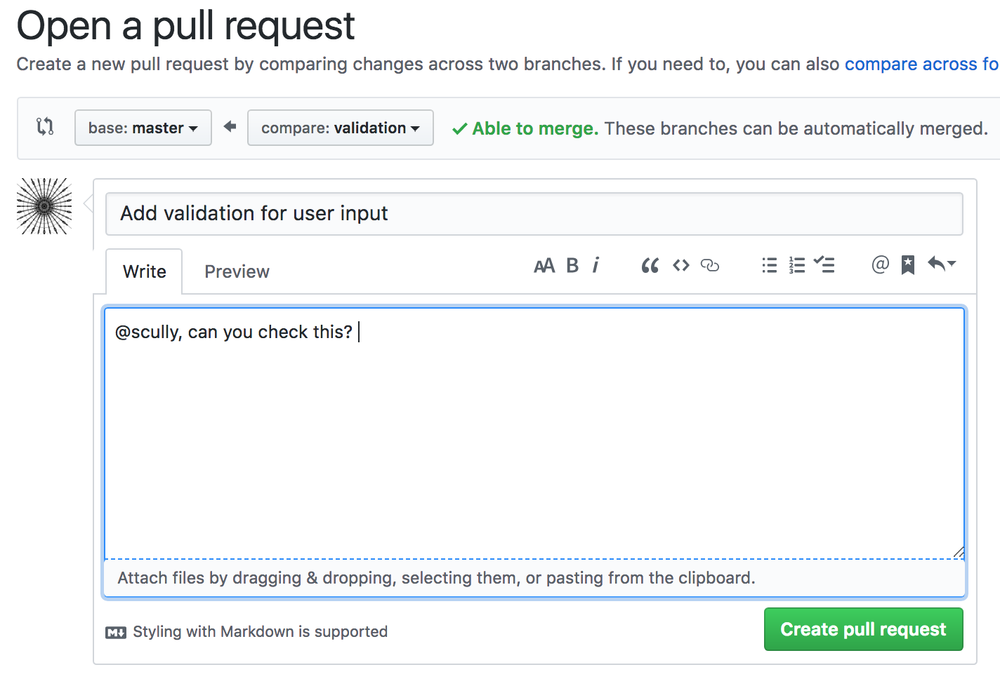 Open a pull request
Create a new pull request by comparing changes across two branches. If you need to, you can also compare across fo
base: master compare: validation Able to merge. These branches can be automatically merged.
Add validation for user input
Write Preview AA B i
@scully, can you check this?
Attach files by dragging & dropping, selecting them, or pasting from the clipboard.
M Styling with Markdown is supported Create pull request